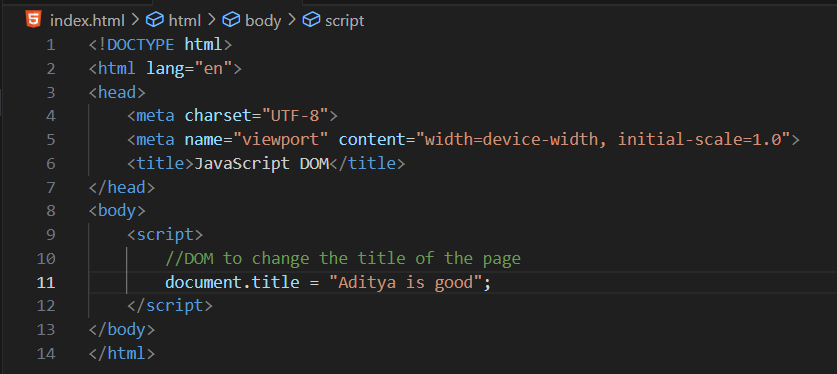 index.html > html > body > script
1 <!DOCTYPE html>
2 <html lang="en">
3 <head>
4     <meta charset="UTF-8">
5     <meta name="viewport" content="width=device-width, initial-scale=1.0">
6     <title>JavaScript DOM</title>
7 </head>
8 <body>
9     <script>
10         //DOM to change the title of the page
11         document.title = "Aditya is good";
12     </script>
13 </body>
14 </html>